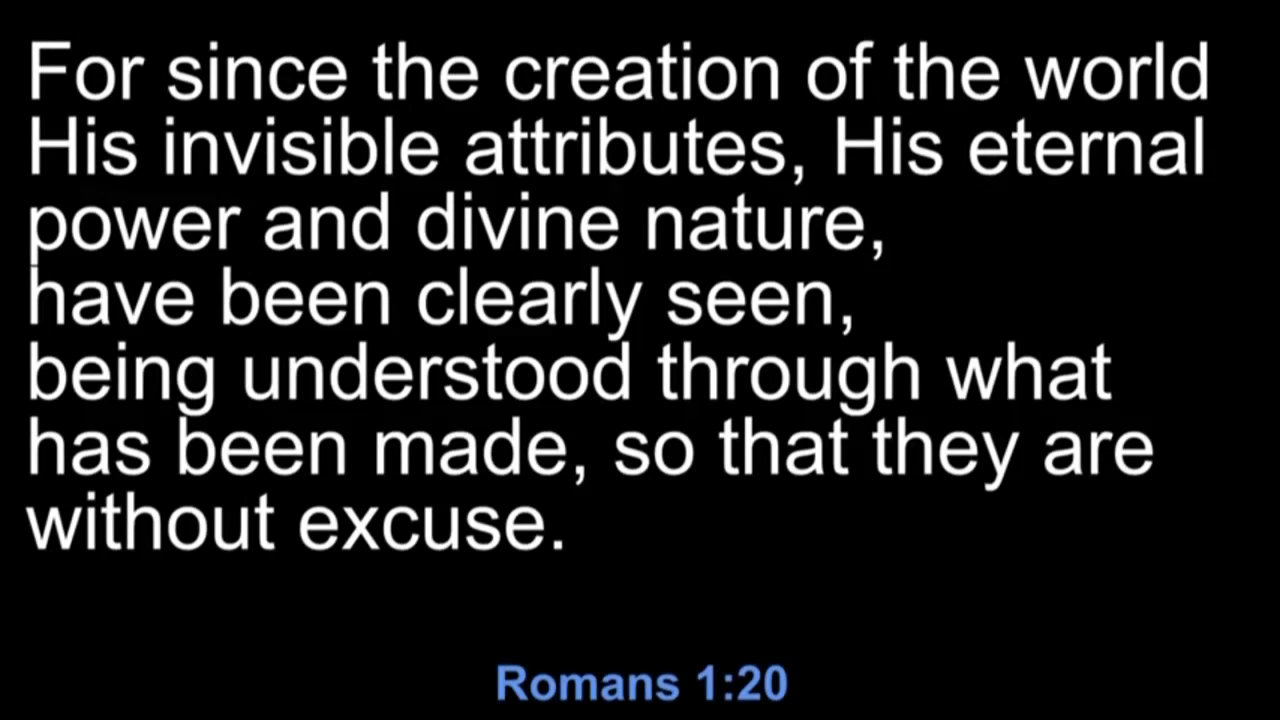 For since the creation of the world
His invisible attributes, His eternal
power and divine nature,
have been clearly seen,
being understood through what
has been made, so that they are
without excuse.
Romans 1:20